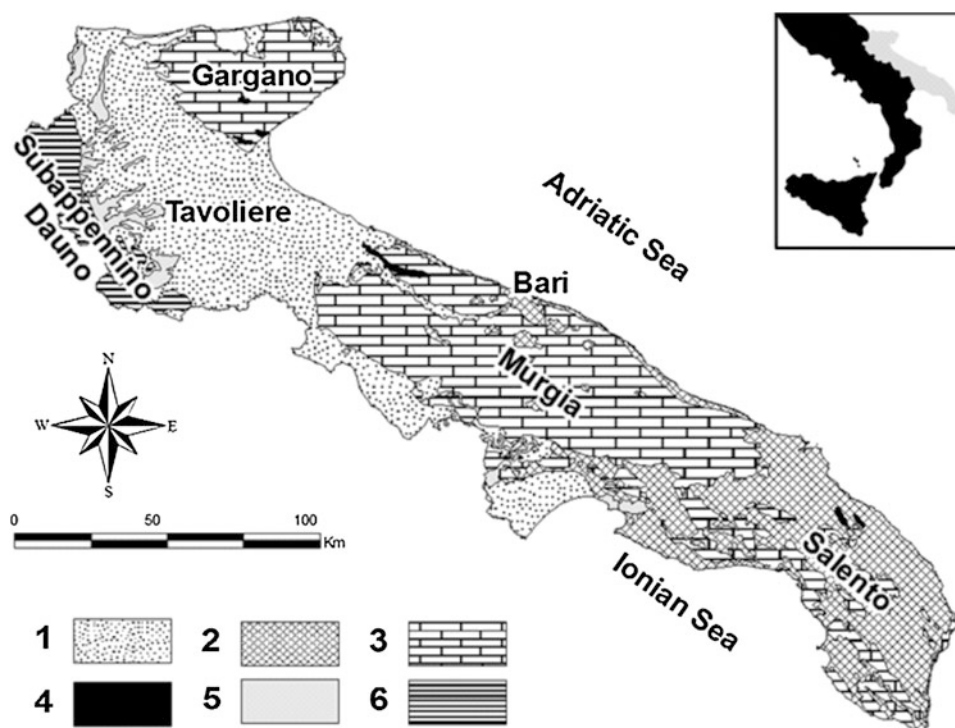 Gargano
Subappennino
Dauno
Tavoliere
Adriatic Sea
Bari
Murgia
N
W E
S
0 50 100
Km
Salento
Ionian Sea
1 2 3
4 5 6